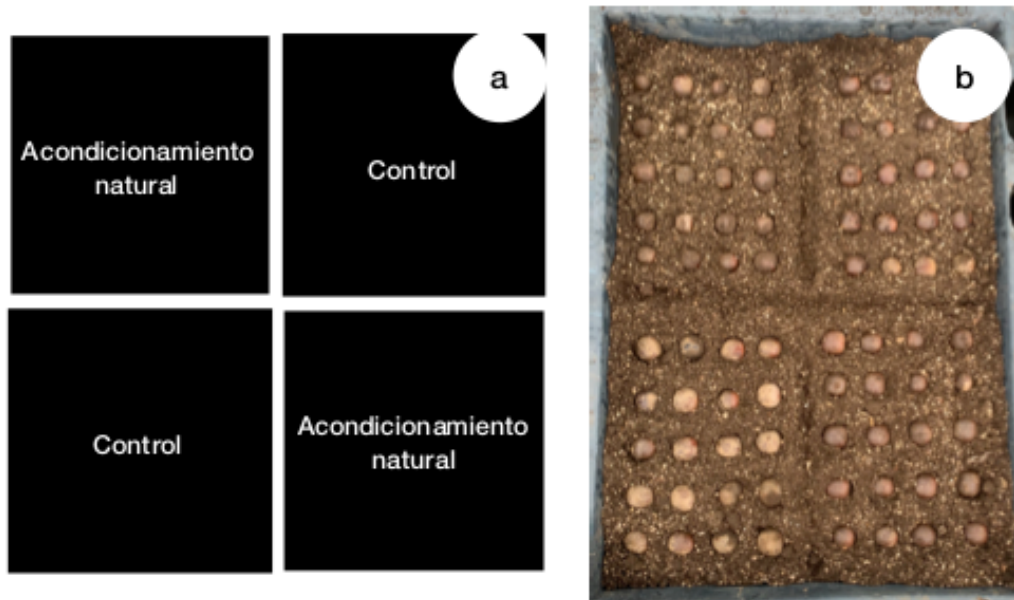 Acondicionamiento
natural
Control
a
Control
Acondicionamiento
natural
b